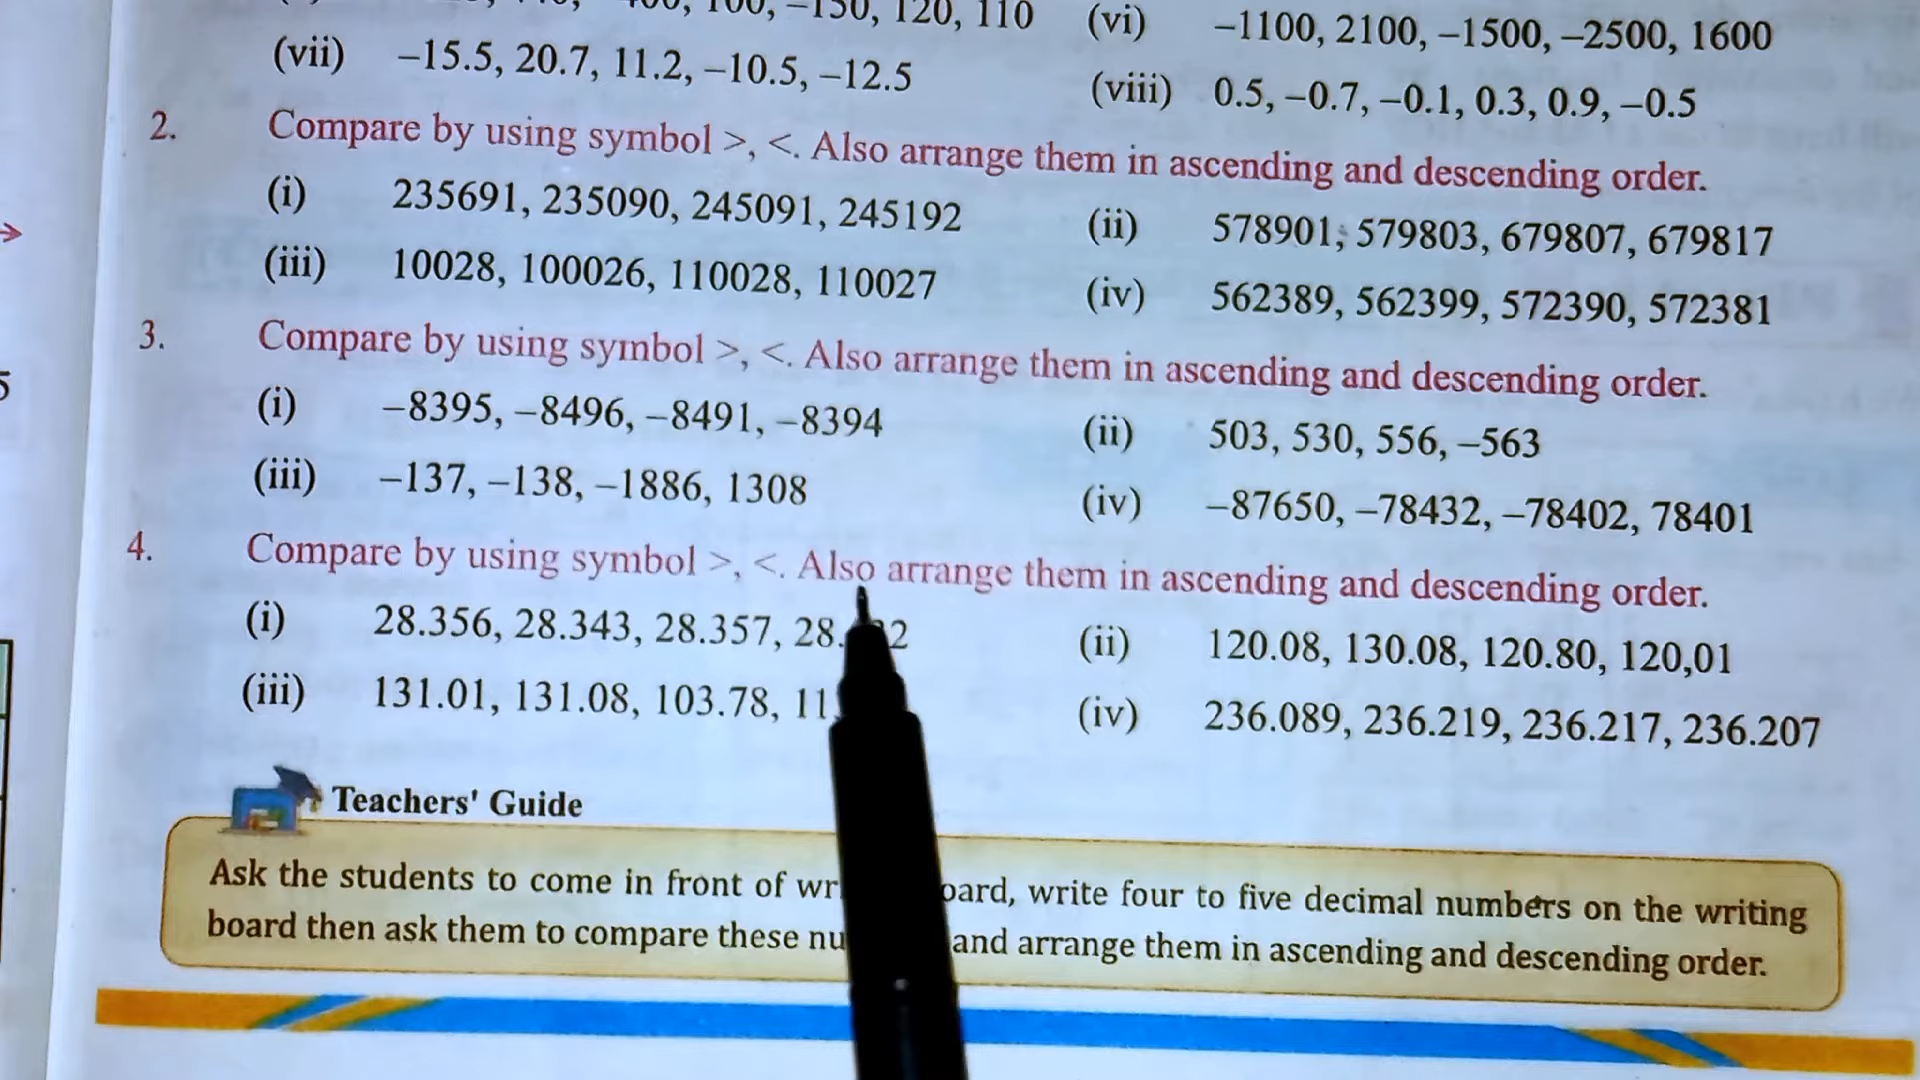 100, −150, 120, 110 (vi) −1100, 2100, −1500, −2500, 1600
(vii) −15.5, 20.7, 11.2, −10.5, −12.5 (viii) 0.5, −0.7, −0.1, 0.3, 0.9, −0.5
2. Compare by using symbol >, <. Also arrange them in ascending and descending order.
(i) 235691, 235090, 245091, 245192 (ii) 578901, 579803, 679807, 679817
(iii) 10028, 100026, 110028, 110027 (iv) 562389, 562399, 572390, 572381
3. Compare by using symbol >, <. Also arrange them in ascending and descending order.
(i) −8395, −8496, −8491, −8394 (ii) 503, 530, 556, −563
(iii) −137, −138, −1886, 1308 (iv) −87650, −78432, −78402, 78401
4. Compare by using symbol >, <. Also arrange them in ascending and descending order.
(i) 28.356, 28.343, 28.357, (ii) 120.08, 130.08, 120.80, 120,01
(iii) 131.01, 131.08, 103.78, (iv) 236.089, 236.219, 236.217, 236.207
Teachers' Guide
Ask the students to come in front of write four to five decimal numbers on the writing
board then ask them to compare these and arrange them in ascending and descending order.